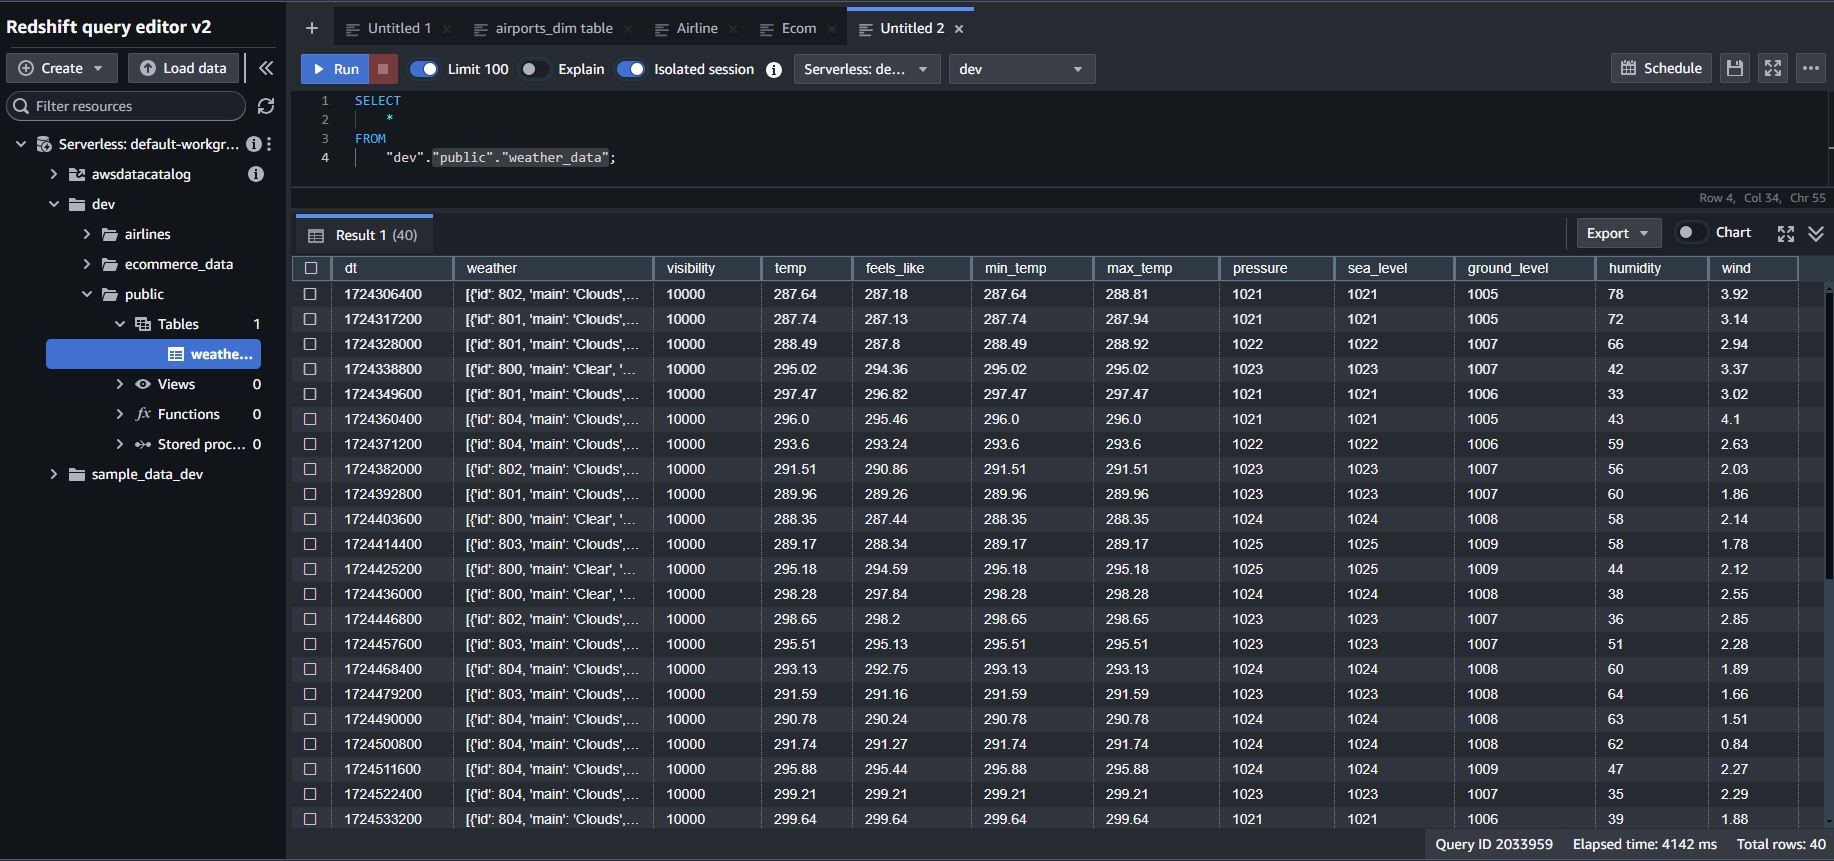 Redshift query editor v2
Create
Load data
Filter resources
Serverless: default-workgr...
awsdatacatalog
dev
airlines
ecommerce_data
public
Tables 1
weathe...
Views 0
Functions 0
Stored proc... 0
sample_data_dev
+ Untitled 1 × airports_dim table × Airline × Ecom × Untitled 2 ×
Run Limit 100 Explain Isolated session Serverless: de... dev Schedule
1 SELECT
2 *
3 FROM
4 "dev"."public"."weather_data";
Row 4, Col 34, Chr 55
Result 1 (40) Export Chart
dt weather visibility temp feels_like min_temp max_temp pressure sea_level ground_level humidity wind
1724306400 [{'id': 802, 'main': 'Clouds',... 10000 287.64 287.18 287.64 288.81 1021 1021 1005 78 3.92
1724317200 [{'id': 801, 'main': 'Clouds',... 10000 287.74 287.13 287.74 287.94 1021 1021 1005 72 3.14
1724328000 [{'id': 801, 'main': 'Clouds',... 10000 288.49 287.8 288.49 288.92 1022 1022 1007 66 2.94
1724338800 [{'id': 800, 'main': 'Clear', '... 10000 295.02 294.36 295.02 295.02 1023 1023 1007 42 3.37
1724349600 [{'id': 801, 'main': 'Clouds',... 10000 297.47 296.82 297.47 297.47 1021 1021 1006 33 3.02
1724360400 [{'id': 804, 'main': 'Clouds',... 10000 296.0 295.46 296.0 296.0 1021 1021 1005 43 4.1
1724371200 [{'id': 804, 'main': 'Clouds',... 10000 293.6 293.24 293.6 293.6 1022 1022 1006 59 2.63
1724382000 [{'id': 802, 'main': 'Clouds',... 10000 291.51 290.86 291.51 291.51 1023 1023 1007 56 2.03
1724392800 [{'id': 801, 'main': 'Clouds',... 10000 289.96 289.26 289.96 289.96 1023 1023 1007 60 1.86
1724403600 [{'id': 800, 'main': 'Clear', '... 10000 288.35 287.44 288.35 288.35 1024 1024 1008 58 2.14
1724414400 [{'id': 803, 'main': 'Clouds',... 10000 289.17 288.34 289.17 289.17 1025 1025 1009 58 1.78
1724425200 [{'id': 800, 'main': 'Clear', '... 10000 295.18 294.59 295.18 295.18 1025 1025 1009 44 2.12
1724436000 [{'id': 800, 'main': 'Clear', '... 10000 298.28 297.84 298.28 298.28 1024 1024 1008 38 2.55
1724446800 [{'id': 802, 'main': 'Clouds',... 10000 298.65 298.2 298.65 298.65 1023 1023 1007 36 2.85
1724457600 [{'id': 803, 'main': 'Clouds',... 10000 295.51 295.13 295.51 295.51 1023 1023 1007 51 2.28
1724468400 [{'id': 804, 'main': 'Clouds',... 10000 293.13 292.75 293.13 293.13 1024 1024 1008 60 1.89
1724479200 [{'id': 803, 'main': 'Clouds',... 10000 291.59 291.16 291.59 291.59 1023 1023 1008 64 1.66
1724490000 [{'id': 804, 'main': 'Clouds',... 10000 290.78 290.24 290.78 290.78 1024 1024 1008 63 1.51
1724500800 [{'id': 804, 'main': 'Clouds',... 10000 291.74 291.27 291.74 291.74 1024 1024 1008 62 0.84
1724511600 [{'id': 804, 'main': 'Clouds',... 10000 295.88 295.44 295.88 295.88 1024 1024 1009 47 2.27
1724522400 [{'id': 804, 'main': 'Clouds',... 10000 299.21 299.21 299.21 299.21 1023 1023 1007 35 2.29
1724533200 [{'id': 804, 'main': 'Clouds',... 10000 299.64 299.64 299.64 299.64 1021 1021 1006 39 1.88
Query ID 2033959 Elapsed time: 4142 ms Total rows: 40